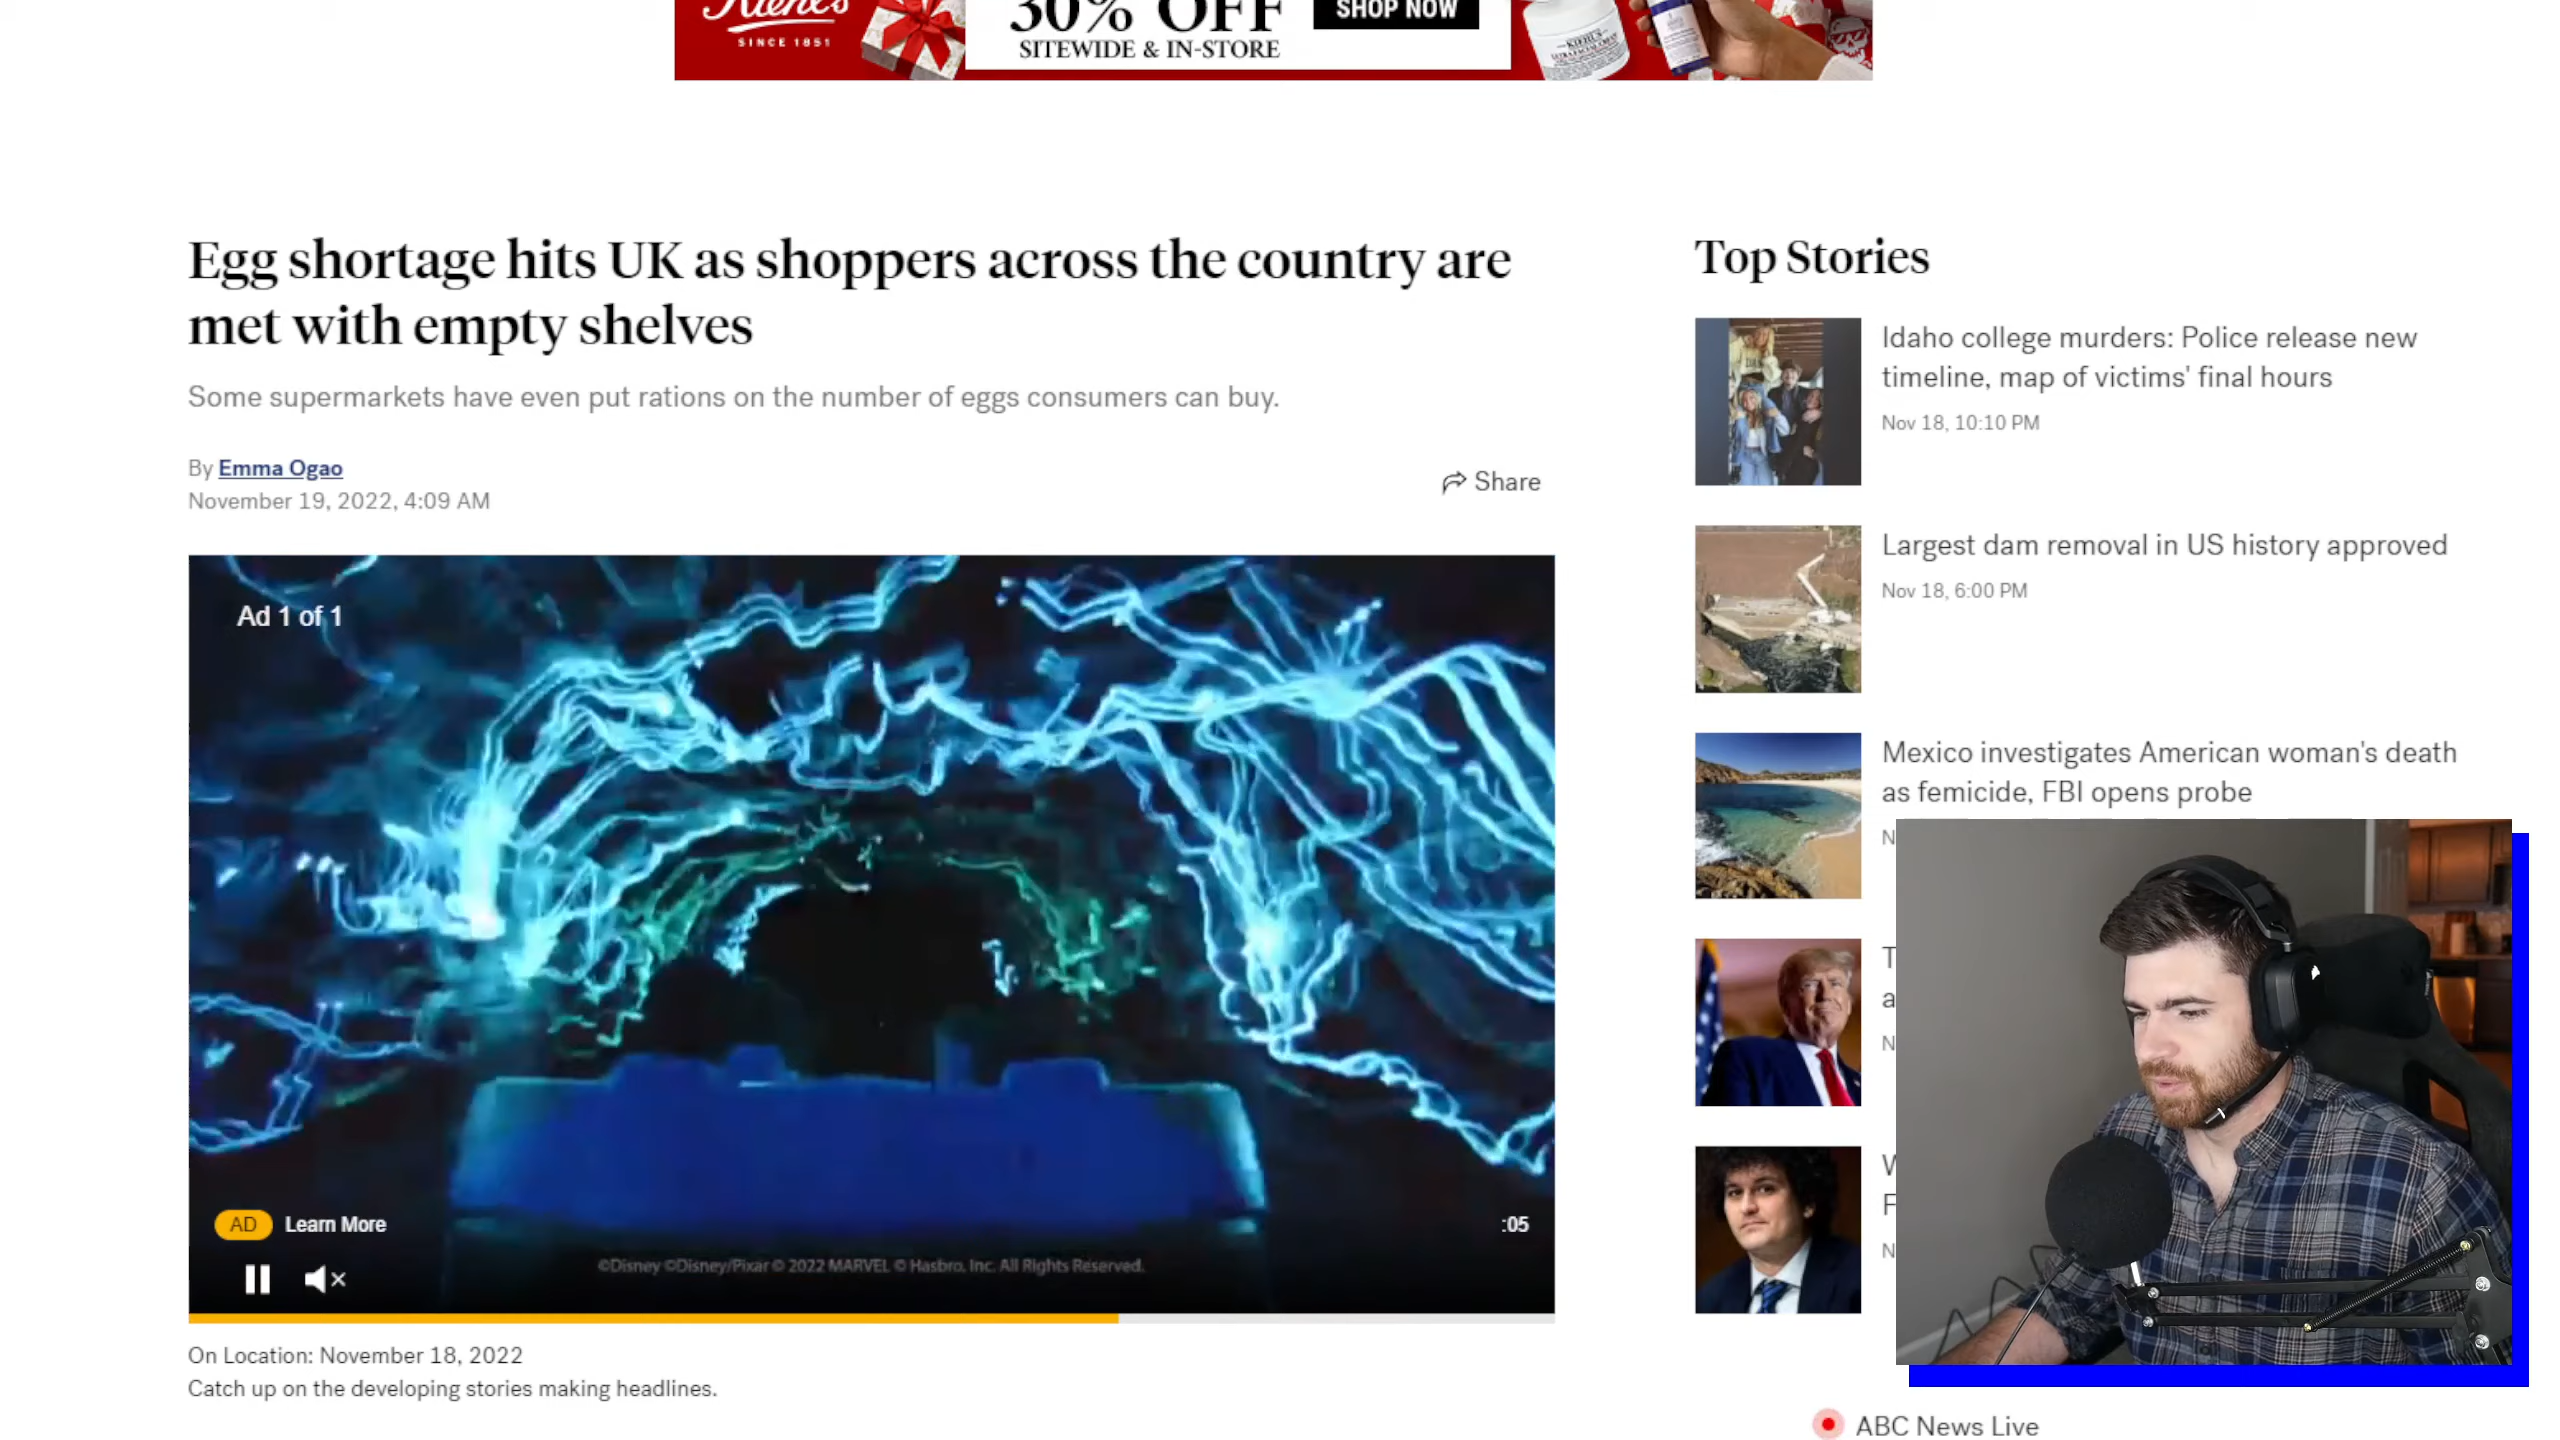 Kiehl's
SINCE 1851
30% OFF
SITEWIDE & IN-STORE
SHOP NOW
KIEHL'S
Egg shortage hits UK as shoppers across the country are
met with empty shelves
Some supermarkets have even put rations on the number of eggs consumers can buy.
By Emma Ogao
November 19, 2022, 4:09 AM
Share
Ad 1 of 1
AD Learn More
:05
©Disney ©Disney/Pixar © 2022 MARVEL © Hasbro, Inc. All Rights Reserved.
On Location: November 18, 2022
Catch up on the developing stories making headlines.
Top Stories
Idaho college murders: Police release new
timeline, map of victims' final hours
Nov 18, 10:10 PM
Largest dam removal in US history approved
Nov 18, 6:00 PM
Mexico investigates American woman's death
as femicide, FBI opens probe
N
T
a
N
W
F
N
ABC News Live